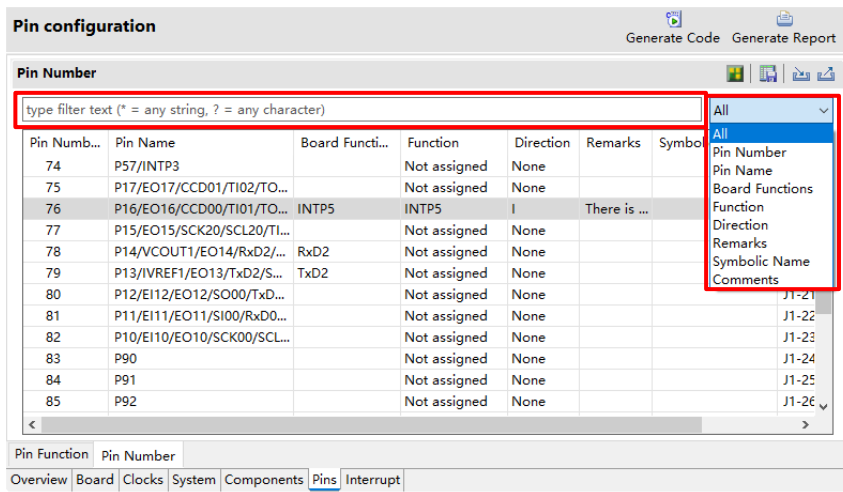 Pin configuration
Generate Code Generate Report
Pin Number
type filter text (* = any string, ? = any character) All
Pin Numb... Pin Name Board Functi... Function Direction Remarks Symbol
All
Pin Number
Pin Name
Board Functions
Function
Direction
Remarks
Symbolic Name
Comments
74 P57/INTP3 Not assigned None
75 P17/EO17/CCD01/TI02/TO... Not assigned None
76 P16/EO16/CCD00/TI01/TO... INTP5 INTP5 I There is ...
77 P15/EO15/SCK20/SCL20/TI... Not assigned None
78 P14/VCOUT1/EO14/RxD2/... RxD2 Not assigned None
79 P13/IVREF1/EO13/TxD2/S... TxD2 Not assigned None
80 P12/EI12/EO12/SO00/TxD... Not assigned None J1-21
81 P11/EI11/EO11/SI00/RxD0... Not assigned None J1-22
82 P10/EI10/EO10/SCK00/SCL... Not assigned None J1-23
83 P90 Not assigned None J1-24
84 P91 Not assigned None J1-25
85 P92 Not assigned None J1-26
Pin Function Pin Number
Overview Board Clocks System Components Pins Interrupt